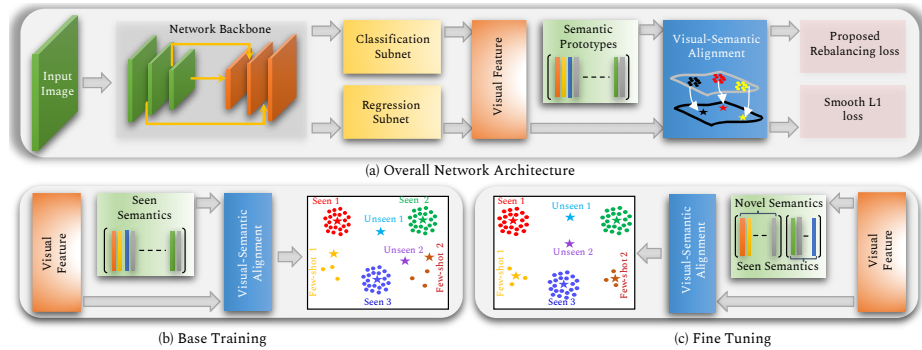 Input
Image
Network Backbone
Classification
Subnet
Regression
Subnet
Visual Feature
Semantic
Prototypes
Visual-Semantic
Alignment
Proposed
Rebalancing loss
Smooth L1
loss
(a) Overall Network Architecture
Visual
Feature
Seen
Semantics
Visual-Semantic
Alignment
Seen 1
Seen 2
Unseen 1
Unseen 2
Few-shot 1
Few-shot 2
Seen 3
(b) Base Training
Seen 1
Seen 2
Unseen 1
Unseen 2
Few-shot 1
Few-shot 2
Seen 3
Visual-Semantic
Alignment
Novel Semantics
Seen Semantics
Visual
Feature
(c) Fine Tuning